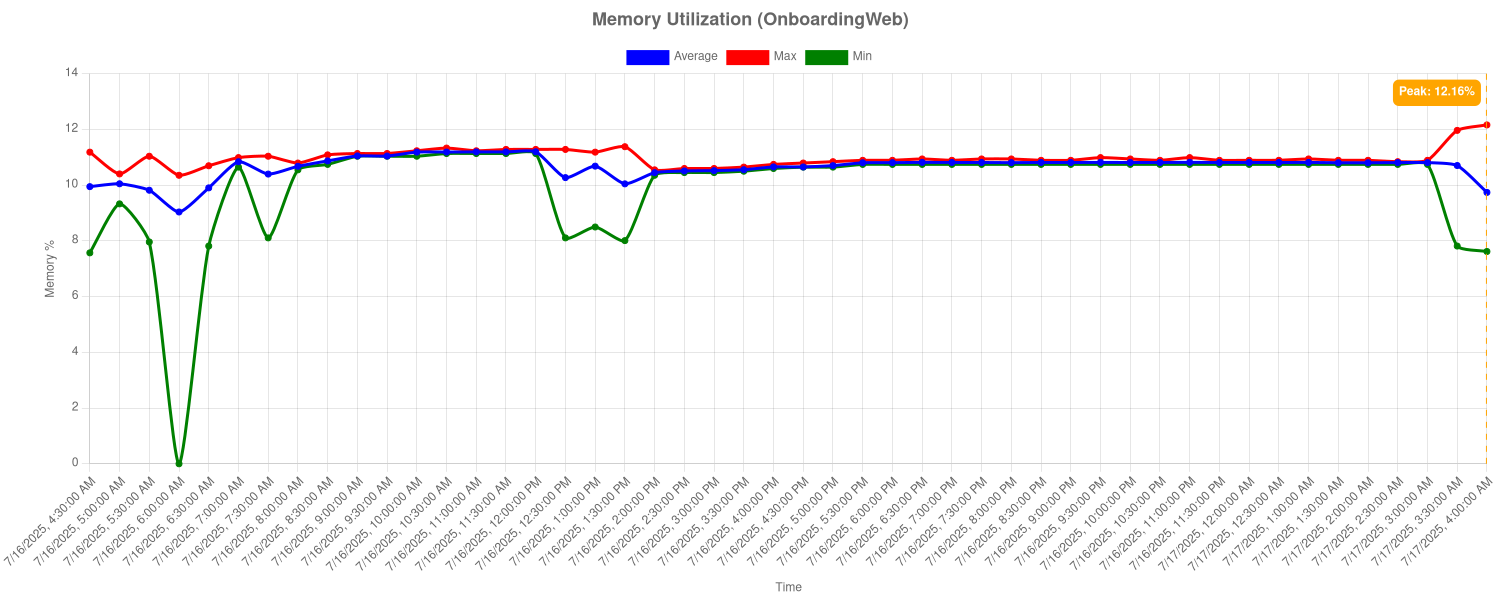 Memory Utilization (OnboardingWeb)
Average Max Min
Peak: 12.16%
14
12
10
8
6
4
2
0
Memory %
7/16/2025, 4:30:00 AM
7/16/2025, 5:00:00 AM
7/16/2025, 5:30:00 AM
7/16/2025, 6:00:00 AM
7/16/2025, 6:30:00 AM
7/16/2025, 7:00:00 AM
7/16/2025, 7:30:00 AM
7/16/2025, 8:00:00 AM
7/16/2025, 8:30:00 AM
7/16/2025, 9:00:00 AM
7/16/2025, 9:30:00 AM
7/16/2025, 10:00:00 AM
7/16/2025, 10:30:00 AM
7/16/2025, 11:00:00 AM
7/16/2025, 11:30:00 AM
7/16/2025, 12:00:00 PM
7/16/2025, 12:30:00 PM
7/16/2025, 1:00:00 PM
7/16/2025, 1:30:00 PM
7/16/2025, 2:00:00 PM
7/16/2025, 2:30:00 PM
7/16/2025, 3:00:00 PM
7/16/2025, 3:30:00 PM
7/16/2025, 4:00:00 PM
7/16/2025, 4:30:00 PM
7/16/2025, 5:00:00 PM
7/16/2025, 5:30:00 PM
7/16/2025, 6:00:00 PM
7/16/2025, 6:30:00 PM
7/16/2025, 7:00:00 PM
7/16/2025, 7:30:00 PM
7/16/2025, 8:00:00 PM
7/16/2025, 8:30:00 PM
7/16/2025, 9:00:00 PM
7/16/2025, 9:30:00 PM
7/16/2025, 10:00:00 PM
7/16/2025, 10:30:00 PM
7/16/2025, 11:00:00 PM
7/16/2025, 11:30:00 PM
7/17/2025, 12:00:00 AM
7/17/2025, 12:30:00 AM
7/17/2025, 1:00:00 AM
7/17/2025, 1:30:00 AM
7/17/2025, 2:00:00 AM
7/17/2025, 2:30:00 AM
7/17/2025, 3:00:00 AM
7/17/2025, 3:30:00 AM
7/17/2025, 4:00:00 AM
Time